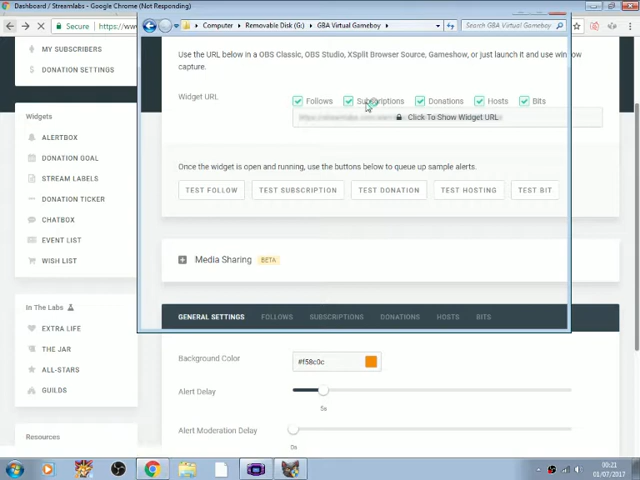 Dashboard / Streamlabs - Google Chrome (Not Responding)
Secure
https://www
Computer ▸ Removable Disk (G:) ▸ GBA Virtual Gameboy ▸
Search GBA Virtual Gameboy
MY SUBSCRIBERS
DONATION SETTINGS
Use the URL below in a OBS Classic, OBS Studio, XSplit Browser Source, Gameshow, or just launch it and use window
capture.
Widget URL
Follows
Subscriptions
Donations
Hosts
Bits
Click To Show Widget URL
Widgets
ALERTBOX
DONATION GOAL
STREAM LABELS
DONATION TICKER
CHATBOX
EVENT LIST
WISH LIST
Once the widget is open and running, use the buttons below to queue up sample alerts.
TEST FOLLOW
TEST SUBSCRIPTION
TEST DONATION
TEST HOSTING
TEST BIT
Media Sharing BETA
In The Labs
EXTRA LIFE
THE JAR
ALL-STARS
GUILDS
Resources
GENERAL SETTINGS
FOLLOWS
SUBSCRIPTIONS
DONATIONS
HOSTS
BITS
Background Color
#f58c0c
Alert Delay
5s
Alert Moderation Delay
0s
00:21
01/07/2017